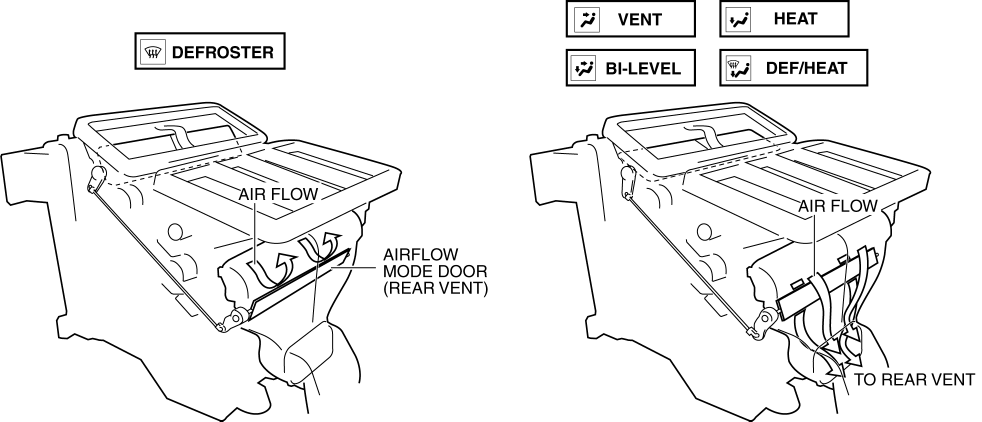 DEFROSTER
AIR FLOW
AIRFLOW
MODE DOOR
(REAR VENT)
VENT
HEAT
BI-LEVEL
DEF/HEAT
AIR FLOW
TO REAR VENT